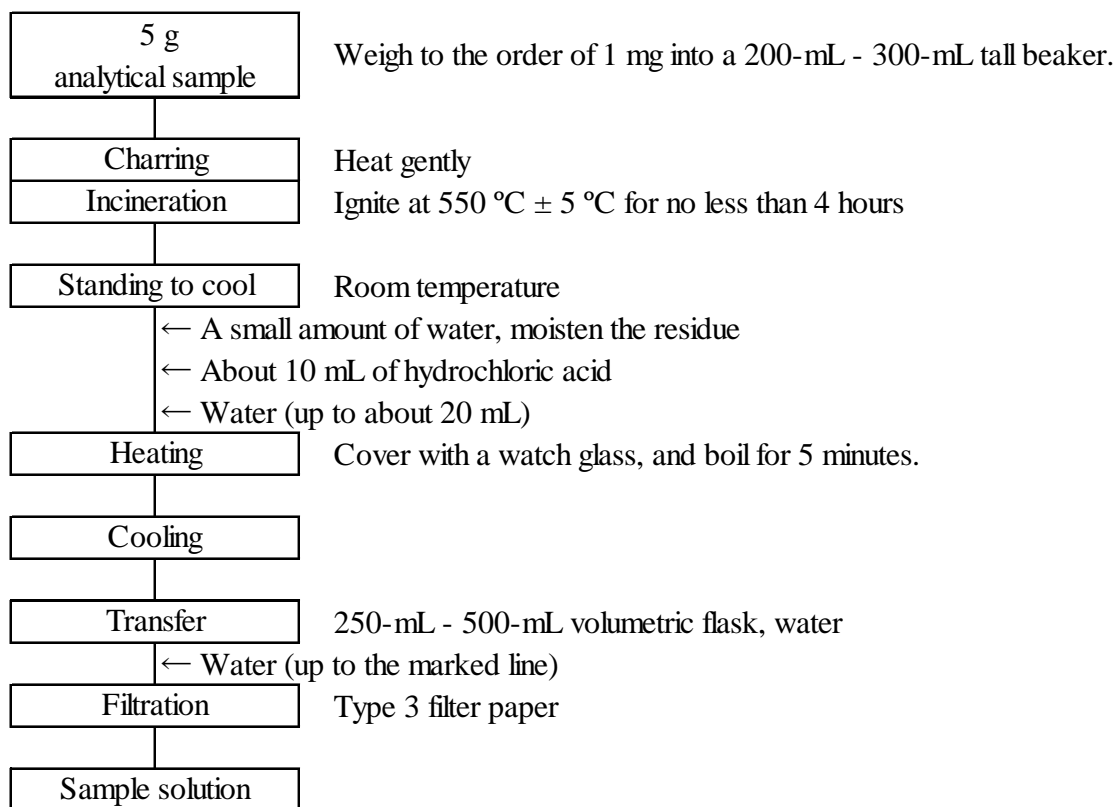 5 g
analytical sample
Weigh to the order of 1 mg into a 200-mL - 300-mL tall beaker.
Charring
Heat gently
Incineration
Ignite at 550 ºC ± 5 ºC for no less than 4 hours
Standing to cool
Room temperature
← A small amount of water, moisten the residue
← About 10 mL of hydrochloric acid
← Water (up to about 20 mL)
Heating
Cover with a watch glass, and boil for 5 minutes.
Cooling
Transfer
250-mL - 500-mL volumetric flask, water
← Water (up to the marked line)
Filtration
Type 3 filter paper
Sample solution